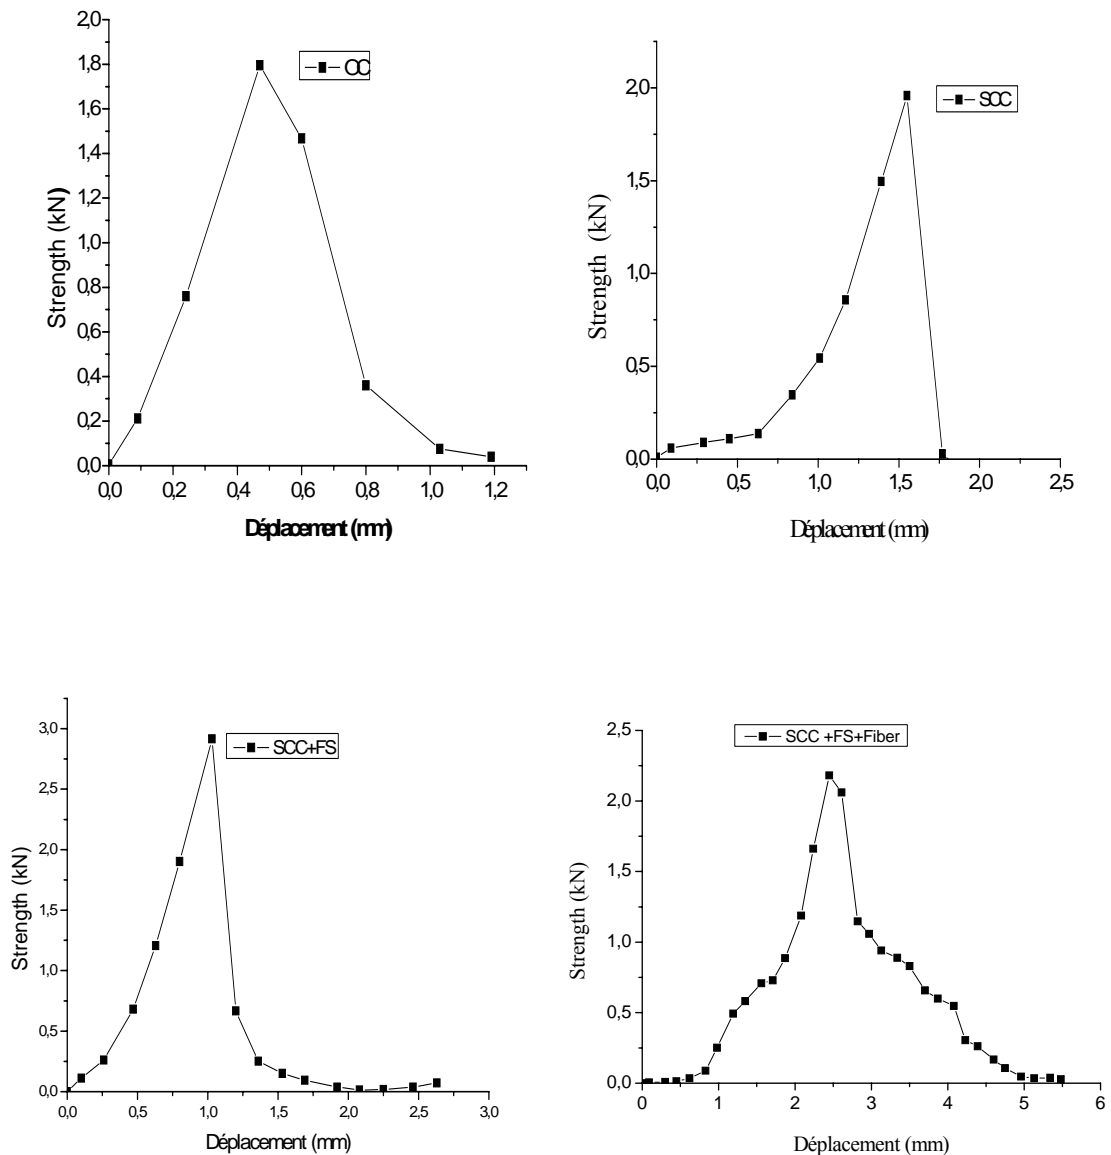 OC
Strength (kN)
2,0
1,8
1,6
1,4
1,2
1,0
0,8
0,6
0,4
0,2
0,0
0,0 0,2 0,4 0,6 0,8 1,0 1,2
Déplacement (mm)
SCC
Strength (kN)
2,0
1,5
1,0
0,5
0,0
0,0 0,5 1,0 1,5 2,0 2,5
Déplacement (mm)
SCC+FS
Strength (kN)
3,0
2,5
2,0
1,5
1,0
0,5
0,0
0,0 0,5 1,0 1,5 2,0 2,5 3,0
Déplacement (mm)
SCC +FS+Fiber
Strength (kN)
2,5
2,0
1,5
1,0
0,5
0,0
0 1 2 3 4 5 6
Déplacement (mm)